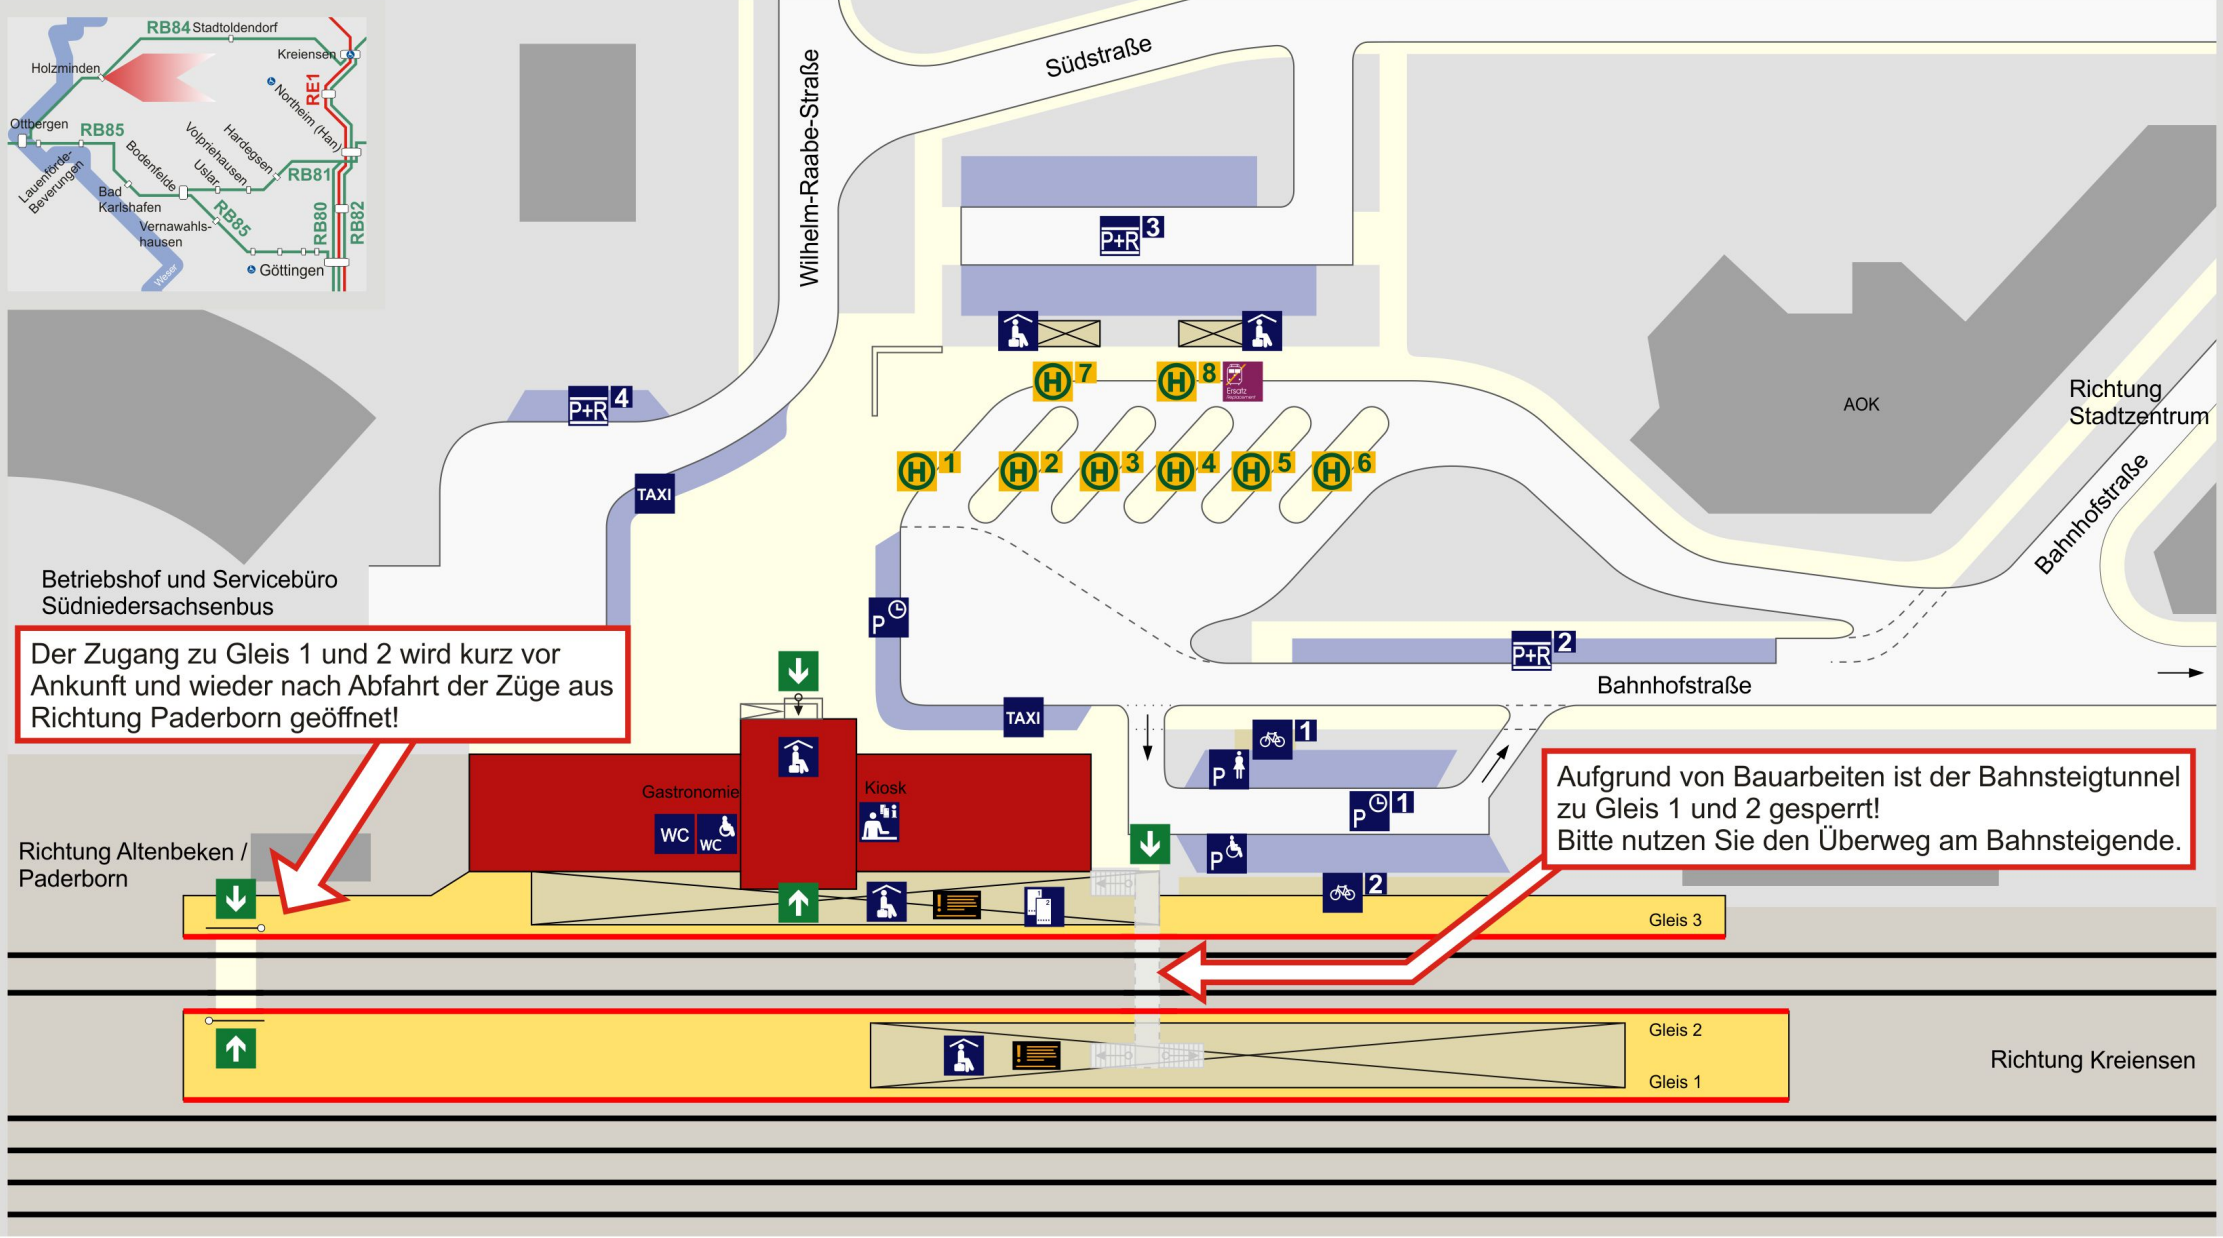 RB84 Stadtoldendorf
Kreiensen
Holzminden
RE1
Northeim (Han)
Ottbergen
RB85
Hardegsen
Volpriehausen
Uslar
Bodenfelde
RB81
Lauenförde-
Beverungen
Bad
Karlshafen
RB85
Vernawahls-
hausen
RB80
RB82
Göttingen
Weser
Wilhelm-Raabe-Straße
Südstraße
P+R 3
P+R 4
H 7
H 8
Ersatz
Replacement
H 1
H 2
H 3
H 4
H 5
H 6
TAXI
AOK
Richtung
Stadtzentrum
Bahnhofstraße
Betriebshof und Servicebüro
Südniedersachsenbus
P
P+R 2
Bahnhofstraße
Der Zugang zu Gleis 1 und 2 wird kurz vor
Ankunft und wieder nach Abfahrt der Züge aus
Richtung Paderborn geöffnet!
TAXI
1
P
P 1
Gastronomie
Kiosk
i
WC
WC
P
2
Aufgrund von Bauarbeiten ist der Bahnsteigtunnel
zu Gleis 1 und 2 gesperrt!
Bitte nutzen Sie den Überweg am Bahnsteigende.
Richtung Altenbeken /
Paderborn
!
1
2
Gleis 3
Gleis 2
!
Gleis 1
Richtung Kreiensen